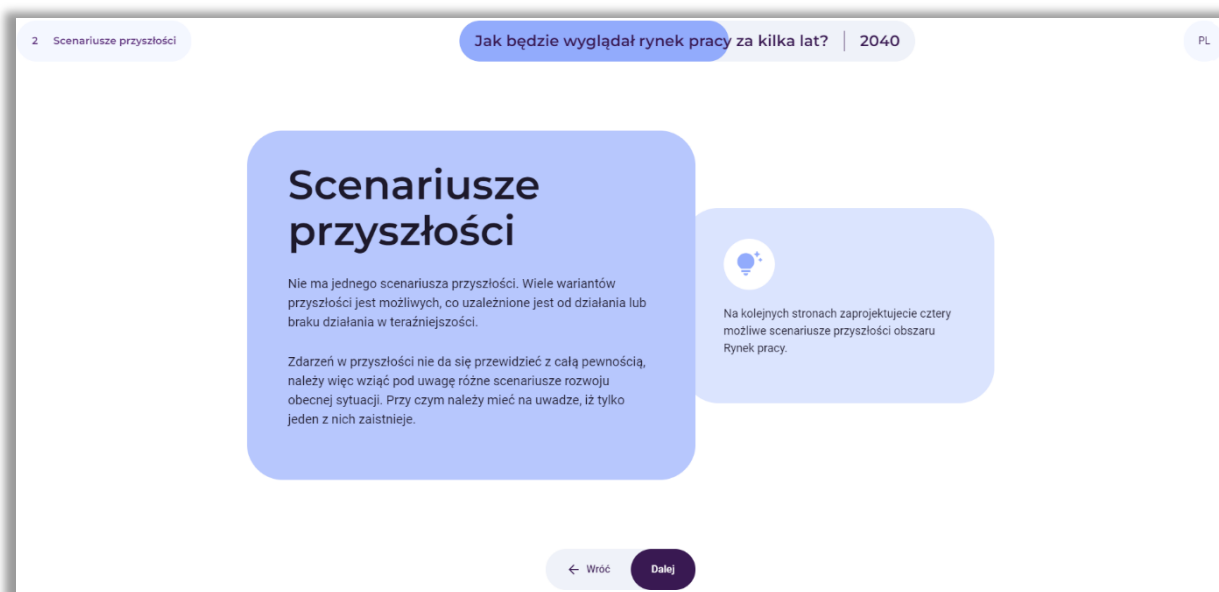 2 Scenariusze przyszłości
Jak będzie wyglądał rynek pracy za kilka lat? | 2040
PL
Scenariusze
przyszłości
Nie ma jednego scenariusza przyszłości. Wiele wariantów
przyszłości jest możliwych, co uzależnione jest od działania lub
braku działania w teraźniejszości.
Zdarzeń w przyszłości nie da się przewidzieć z całą pewnością,
należy więc wziąć pod uwagę różne scenariusze rozwoju
obecnej sytuacji. Przy czym należy mieć na uwadze, iż tylko
jeden z nich zaistnieje.
Na kolejnych stronach zaprojektujecie cztery
możliwe scenariusze przyszłości obszaru
Rynek pracy.
← Wróć
Dalej